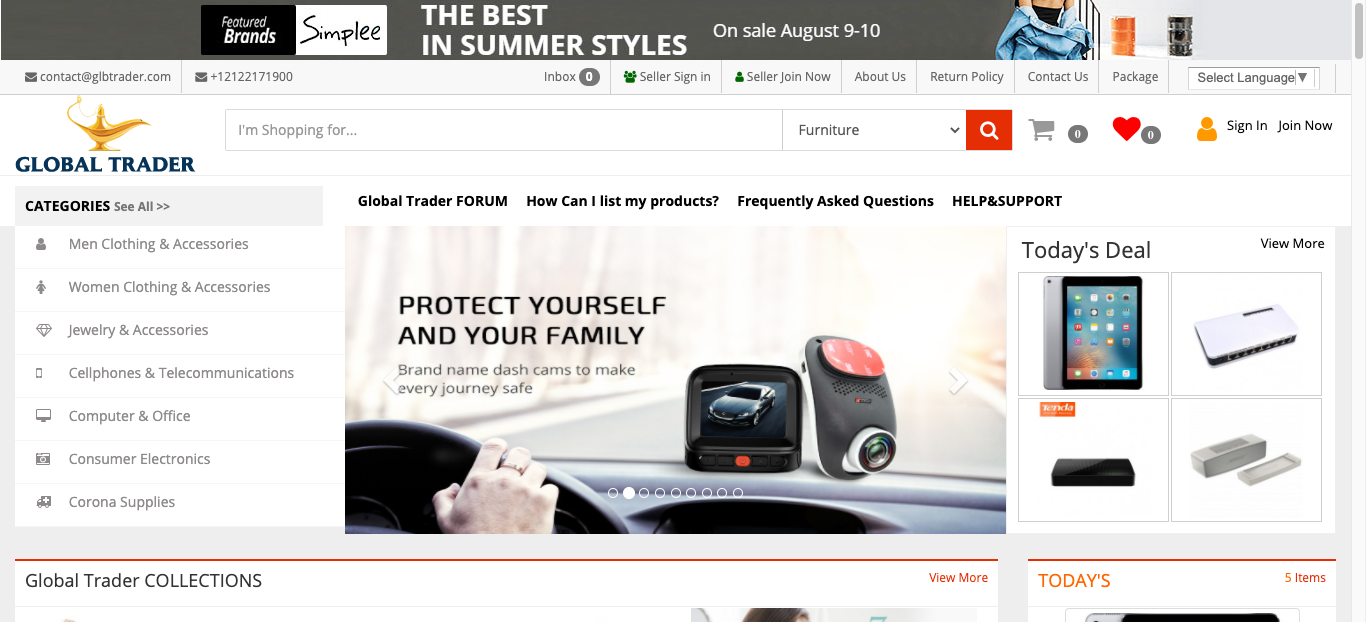 Featured
Brands
Simplee
THE BEST
IN SUMMER STYLES
On sale August 9-10
contact@glbtrader.com
+12122171900
Inbox 0
Seller Sign in
Seller Join Now
About Us
Return Policy
Contact Us
Package
Select Language▼
GLOBAL TRADER
I'm Shopping for...
Furniture
0
0
Sign In
Join Now
CATEGORIES See All >>
Global Trader FORUM
How Can I list my products?
Frequently Asked Questions
HELP&SUPPORT
Men Clothing & Accessories
Women Clothing & Accessories
Jewelry & Accessories
Cellphones & Telecommunications
Computer & Office
Consumer Electronics
Corona Supplies
PROTECT YOURSELF
AND YOUR FAMILY
Brand name dash cams to make
every journey safe
Today's Deal
View More
Tenda
Global Trader COLLECTIONS
View More
TODAY'S
5 Items